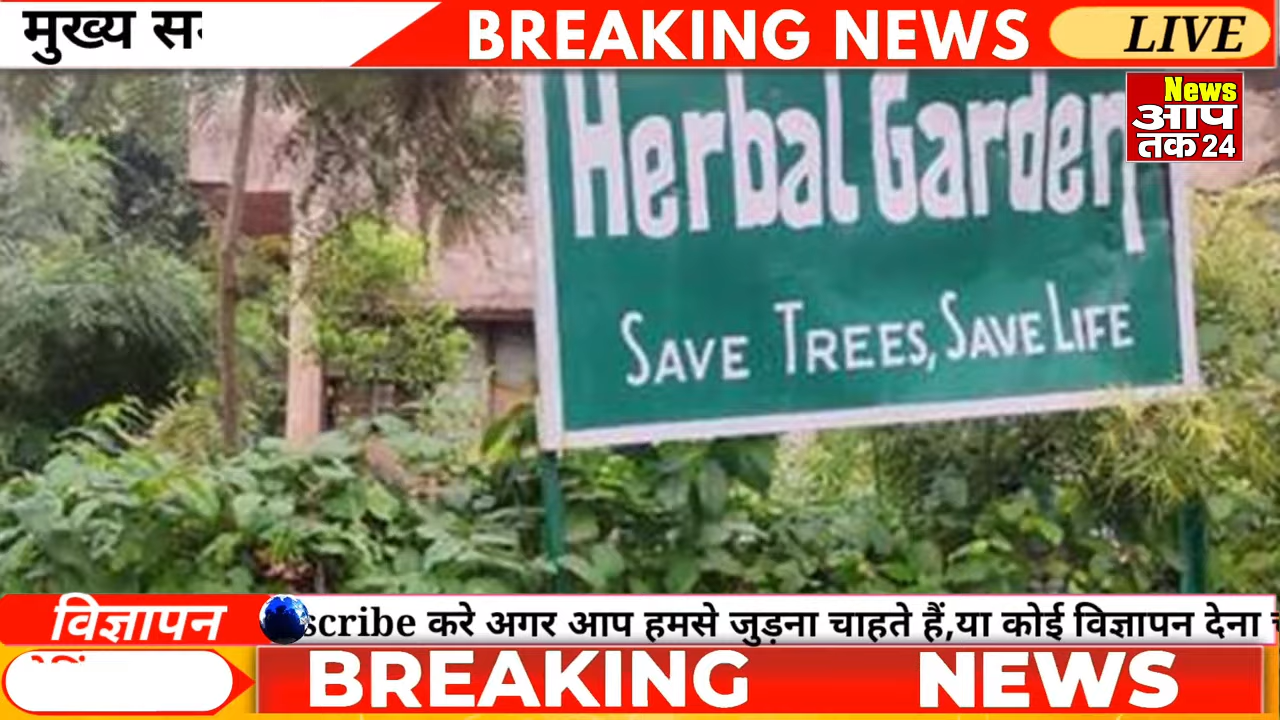 मुख्य
BREAKING NEWS
LIVE
News
आप
तक 24
Herbal Garden
SAVE TREES, SAVE LIFE
विज्ञापन
scribe करे अगर आप हमसे जुड़ना चाहते हैं,या कोई विज्ञापन देना
BREAKING NEWS